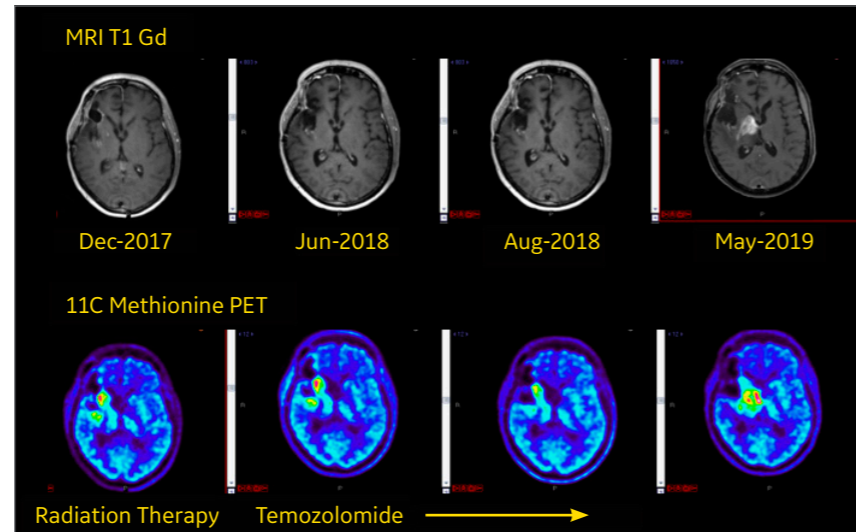 MRI T1 Gd
Dec-2017 Jun-2018 Aug-2018 May-2019
11C Methionine PET
Radiation Therapy Temozolomide